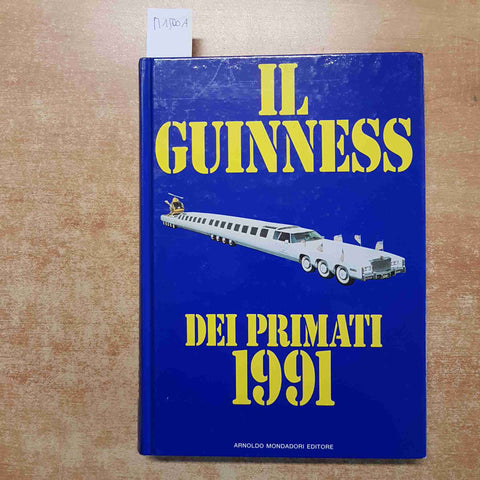 IL
GUINNESS
DEI PRIMATI
1991
ARNOLDO MONDADORI EDITORE